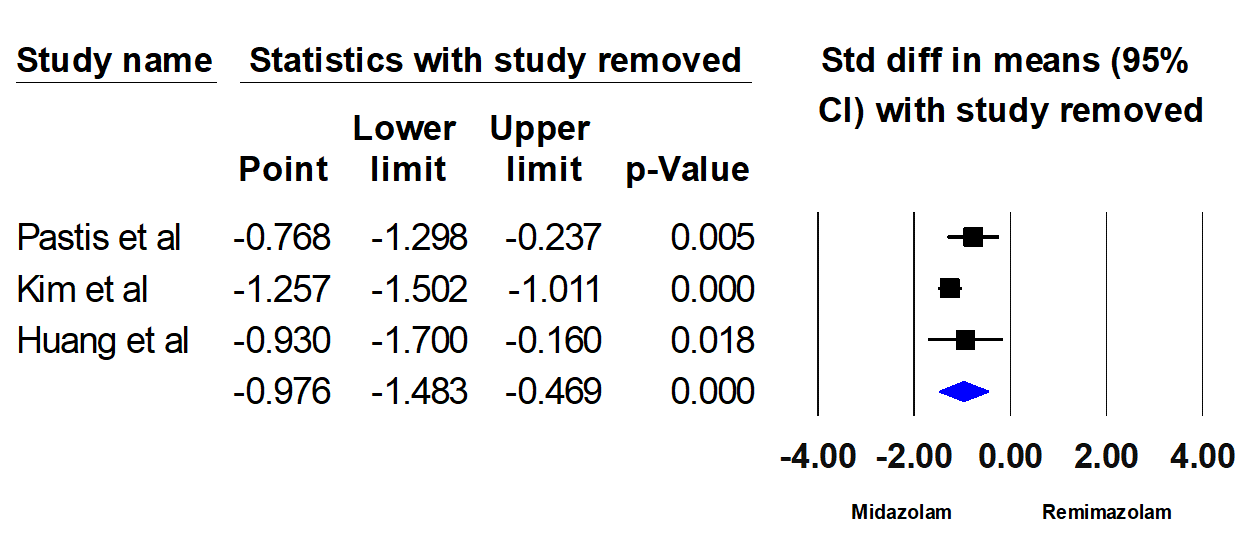 Study name Statistics with study removed Std diff in means (95%
CI) with study removed
Lower Upper
Point limit limit p-Value
Pastis et al -0.768 -1.298 -0.237 0.005
Kim et al -1.257 -1.502 -1.011 0.000
Huang et al -0.930 -1.700 -0.160 0.018
-0.976 -1.483 -0.469 0.000
-4.00 -2.00 0.00 2.00 4.00
Midazolam Remimazolam